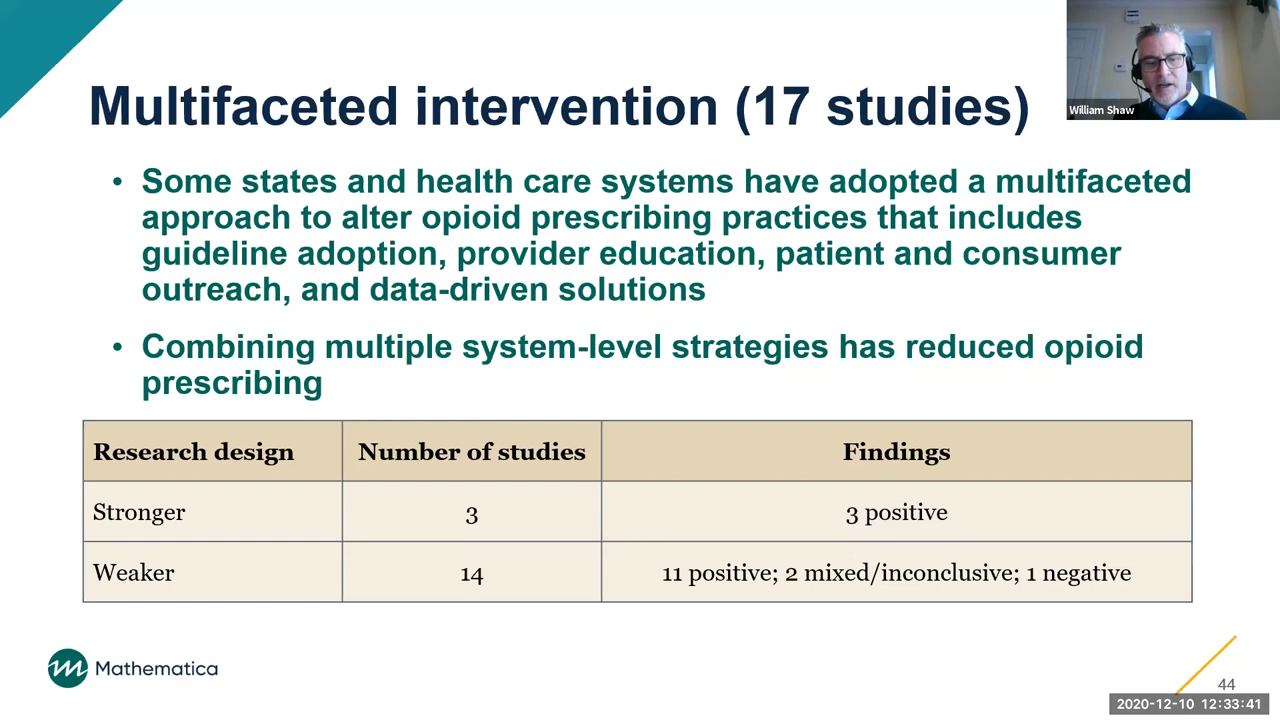 William Shaw
Multifaceted intervention (17 studies)
• Some states and health care systems have adopted a multifaceted
approach to alter opioid prescribing practices that includes
guideline adoption, provider education, patient and consumer
outreach, and data-driven solutions
• Combining multiple system-level strategies has reduced opioid
prescribing
Research design Number of studies Findings
Stronger 3 3 positive
Weaker 14 11 positive; 2 mixed/inconclusive; 1 negative
Mathematica
44
2020-12-10 12:33:41